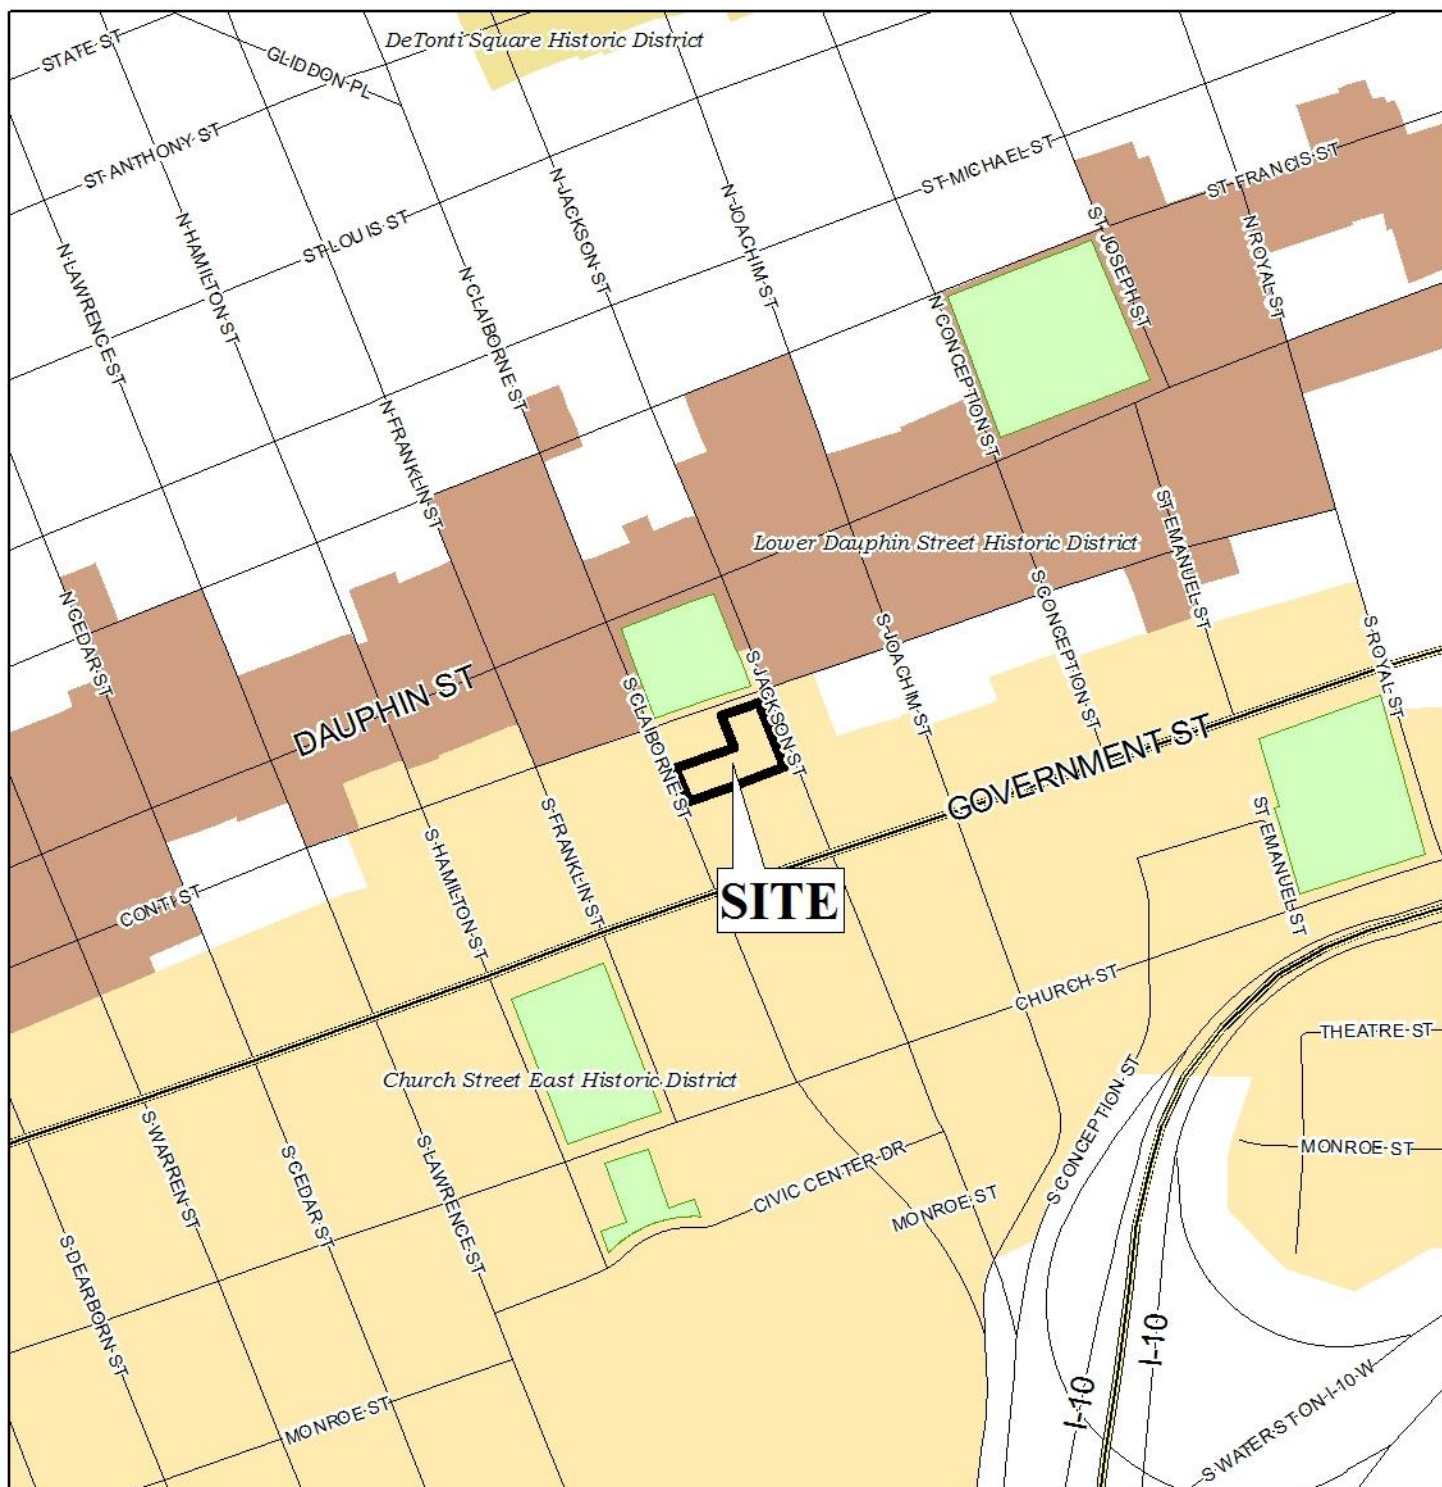 STATE ST
GLIDDON PL
DeTonti Square Historic District
ST ANTHONY ST
ST LOUIS ST
ST MICHAEL ST
ST FRANCIS ST
N LAWRENCE ST
N HAMILTON ST
N JACKSON ST
N JOACHIM ST
ST JOSEPH ST
N ROYAL ST
N CLAIBORNE ST
N CONCEPTION ST
N FRANKLIN ST
ST EMANUEL ST
Lower Dauphin Street Historic District
N CEDAR ST
S CONCEPTION ST
S JOACHIM ST
S ROYAL ST
S JACKSON ST
S CLAIBORNE ST
DAUPHIN ST
GOVERNMENT ST
S FRANKLIN ST
S HAMILTON ST
ST EMANUEL ST
SITE
CONTI ST
CHURCH ST
THEATRE ST
Church Street East Historic District
S CONCEPTION ST
MONROE ST
S WARREN ST
S CEDAR ST
S LAWRENCE ST
CIVIC CENTER DR
MONROE ST
S DEARBORN ST
I-10
I-10
MONROE ST
S WATER ST ON I-10 W